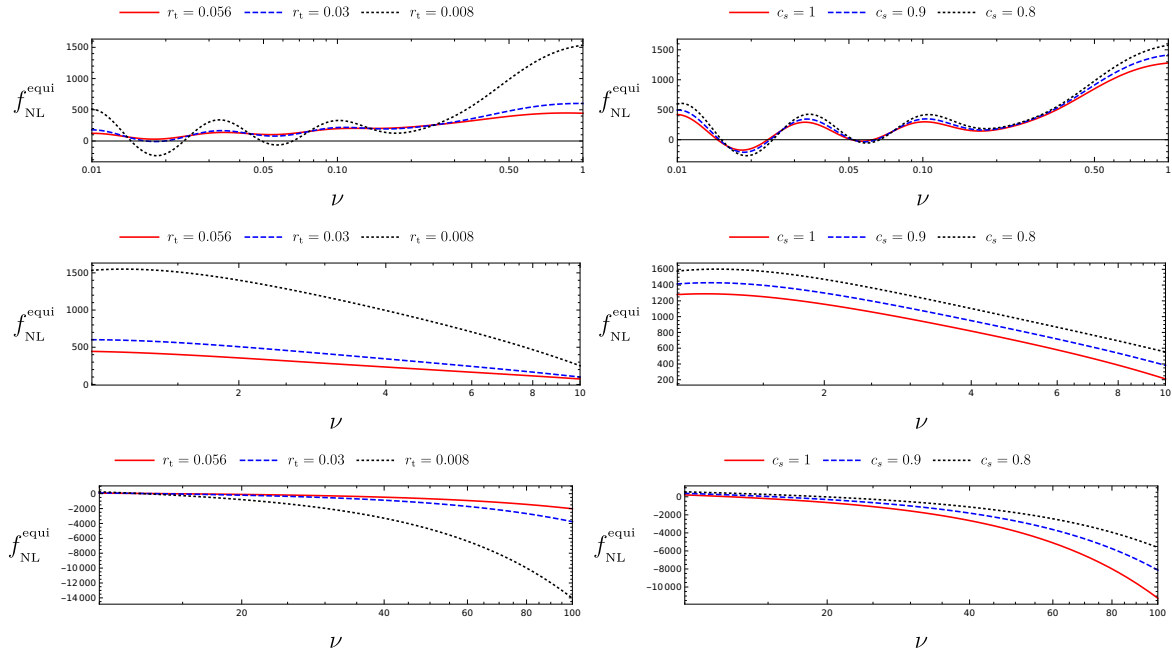 r_t = 0.056 r_t = 0.03 r_t = 0.008
f_NL^equi
1500
1000
500
0
0.01 0.05 0.10 0.50 1
ν
c_s = 1 c_s = 0.9 c_s = 0.8
f_NL^equi
1500
1000
500
0
0.01 0.05 0.10 0.50 1
ν
r_t = 0.056 r_t = 0.03 r_t = 0.008
f_NL^equi
1500
1000
500
0
2 4 6 8 10
ν
c_s = 1 c_s = 0.9 c_s = 0.8
f_NL^equi
1600
1400
1200
1000
800
600
400
200
2 4 6 8 10
ν
r_t = 0.056 r_t = 0.03 r_t = 0.008
f_NL^equi
0
−2000
−4000
−6000
−8000
−10000
−12000
−14000
20 40 60 80 100
ν
c_s = 1 c_s = 0.9 c_s = 0.8
f_NL^equi
0
−2000
−4000
−6000
−8000
−10000
20 40 60 80 100
ν